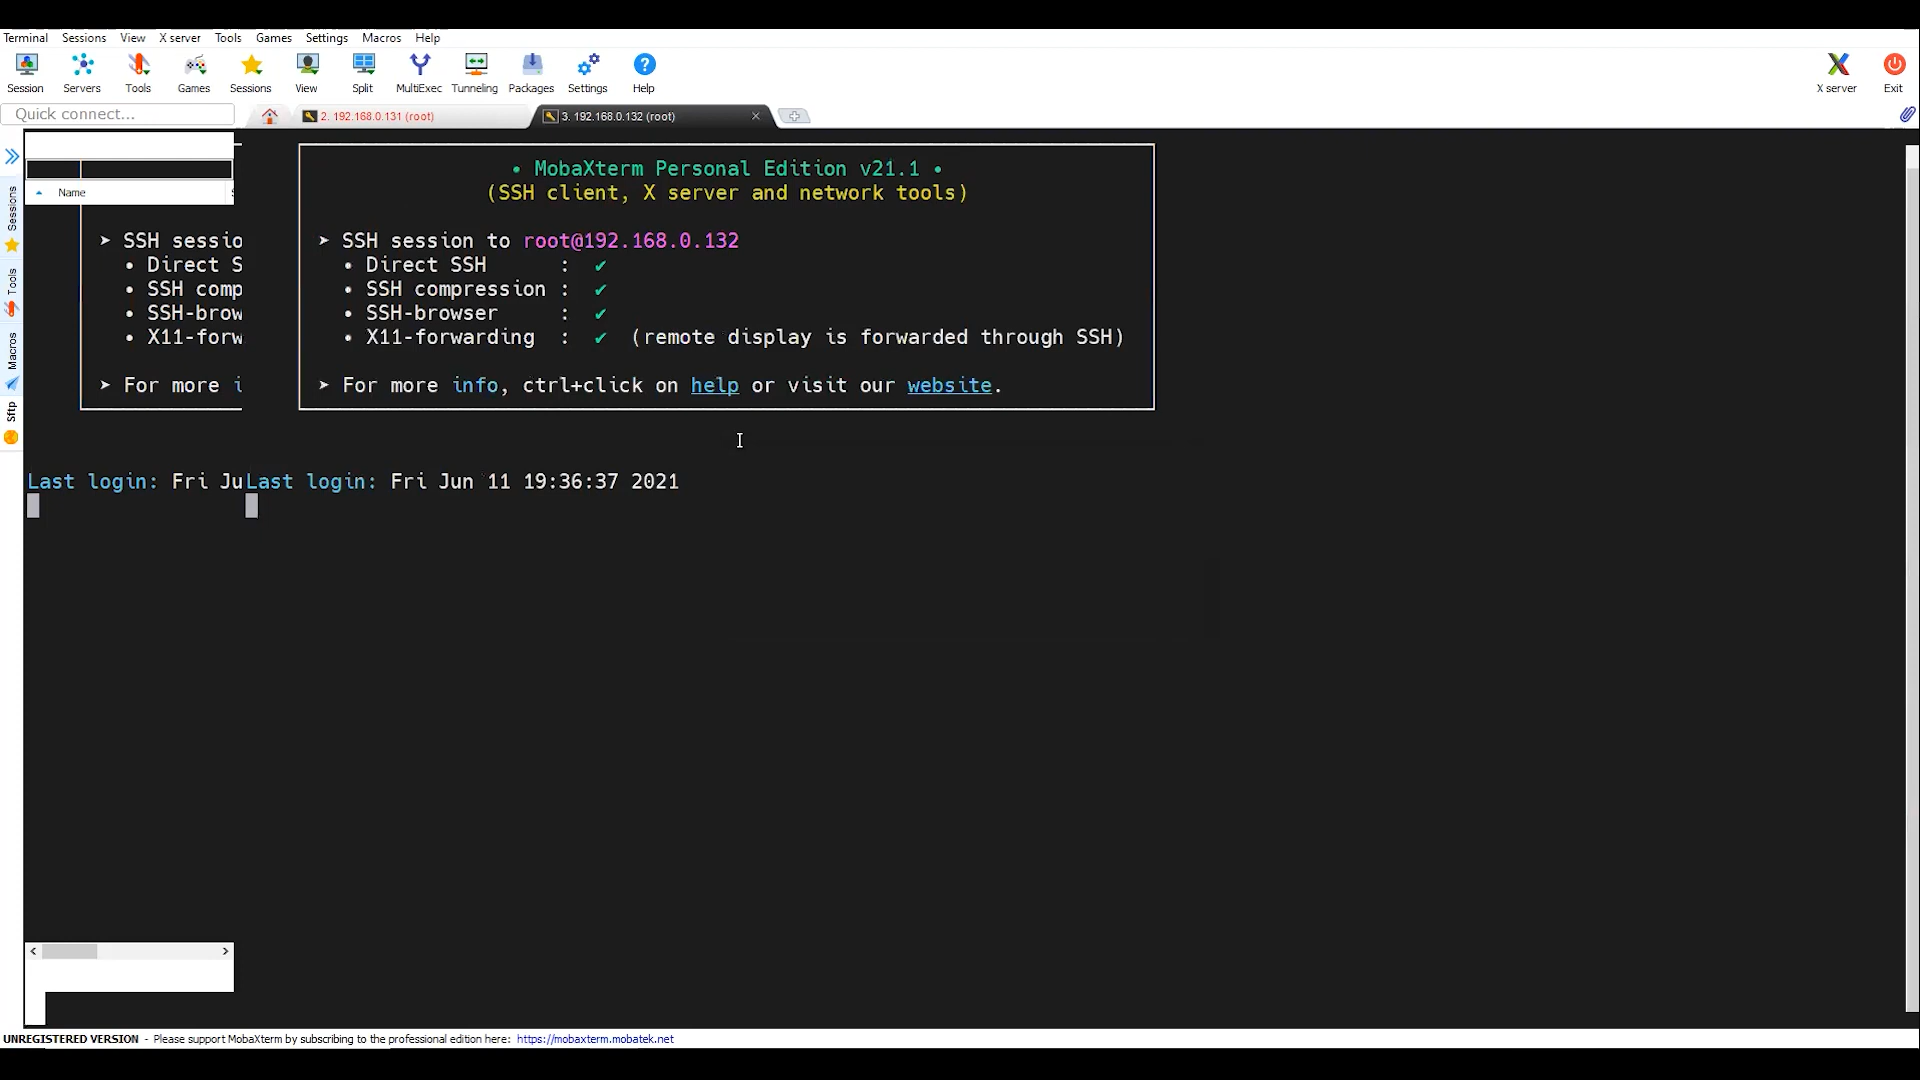 Terminal Sessions View X server Tools Games Settings Macros Help
Session Servers Tools Games Sessions View Split MultiExec Tunneling Packages Settings Help X server Exit
Quick connect... 2. 192.168.0.131 (root) 3. 192.168.0.132 (root)
Sessions
Tools
Macros
Sftp
Name
➤ SSH sessio
• Direct S
• SSH comp
• SSH-brow
• X11-forw
➤ For more i
Last login: Fri Ju
• MobaXterm Personal Edition v21.1 •
(SSH client, X server and network tools)
➤ SSH session to root@192.168.0.132
• Direct SSH : ✔
• SSH compression : ✔
• SSH-browser : ✔
• X11-forwarding : ✔ (remote display is forwarded through SSH)
➤ For more info, ctrl+click on help or visit our website.
Last login: Fri Jun 11 19:36:37 2021
UNREGISTERED VERSION - Please support MobaXterm by subscribing to the professional edition here: https://mobaxterm.mobatek.net